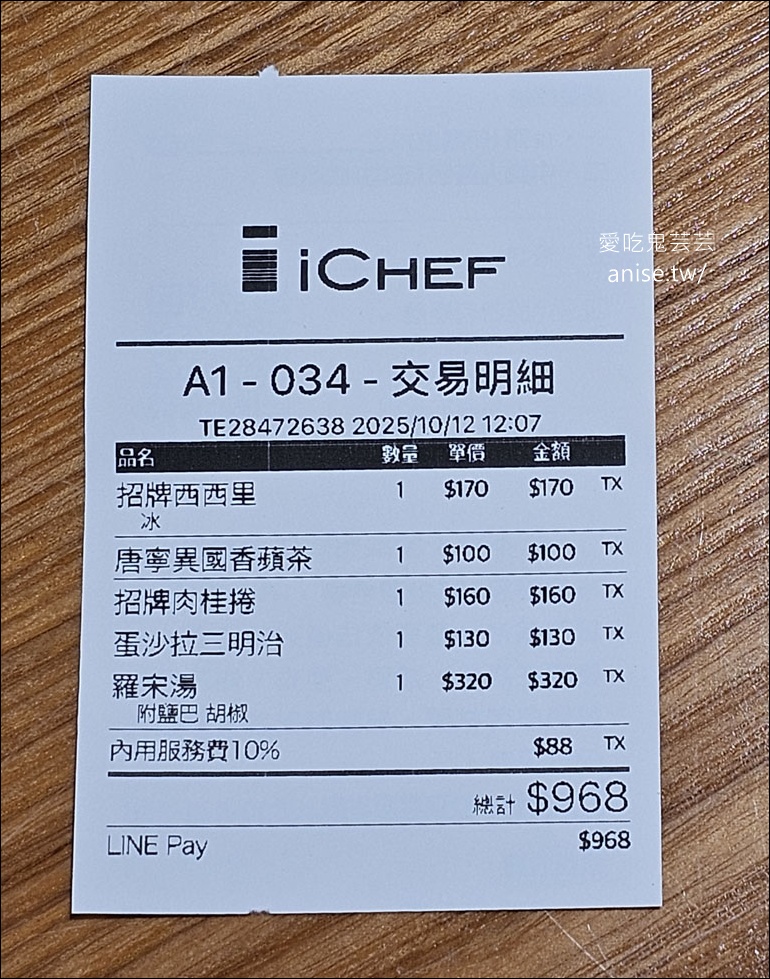 愛吃鬼芸芸
anise.tw/
iCHEF
A1 - 034 - 交易明細
TE28472638 2025/10/12 12:07
品名 數量 單價 金額
招牌西西里 1 $170 $170 TX
冰
唐寧異國香蘋茶 1 $100 $100 TX
招牌肉桂捲 1 $160 $160 TX
蛋沙拉三明治 1 $130 $130 TX
羅宋湯 1 $320 $320 TX
附鹽巴 胡椒
內用服務費10% $88 TX
總計 $968
LINE Pay $968